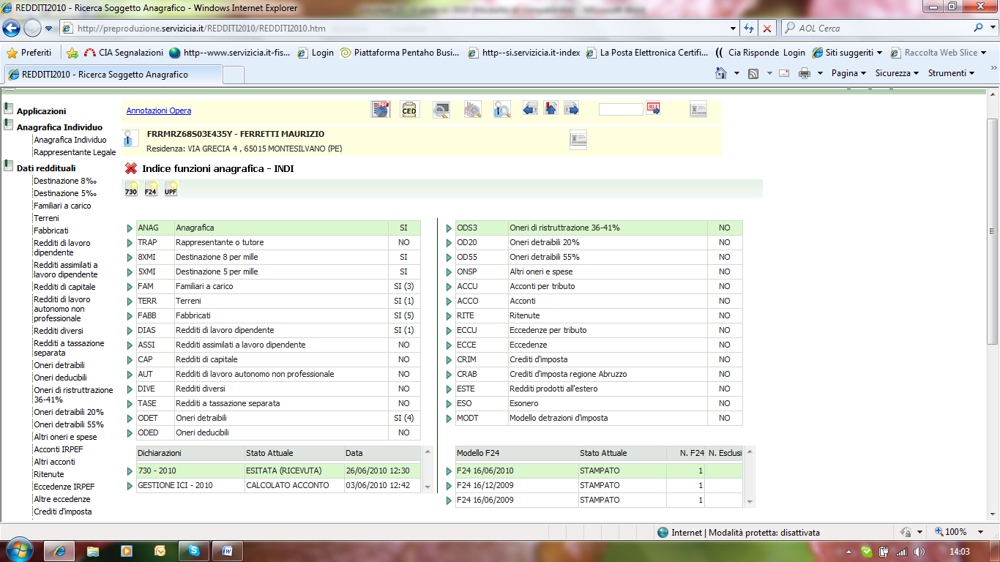 REDDITI2010 - Ricerca Soggetto Anagrafico - Windows Internet Explorer
http://preproduzione.servizicia.it/REDDITI2010/REDDITI2010.htm
AOL Cerca
Preferiti
CIA Segnalazioni
http--www.servizicia.it-fis...
Login
Piattaforma Pentaho Busi...
http--si.servizicia.it-index
La Posta Elettronica Certifi...
Cia Risponde Login
Siti suggeriti
Raccolta Web Slice
REDDITI2010 - Ricerca Soggetto Anagrafico
Pagina
Sicurezza
Strumenti
Applicazioni
Anagrafica Individuo
Anagrafica Individuo
Rappresentante Legale
Dati reddituali
Destinazione 8‰
Destinazione 5‰
Familiari a carico
Terreni
Fabbricati
Redditi di lavoro
dipendente
Redditi assimilati a
lavoro dipendente
Redditi di capitale
Redditi di lavoro
autonomo non
professionale
Redditi diversi
Redditi a tassazione
separata
Oneri detraibili
Oneri deducibili
Oneri di ristruttrazione
36-41%
Oneri detraibili 20%
Oneri detraibili 55%
Altri oneri e spese
Acconti IRPEF
Altri acconti
Ritenute
Eccedenze IRPEF
Altre eccedenze
Crediti d'imposta
Annotazioni Opera
PDF
CED
SELE
FRRMRZ68S03E435Y - FERRETTI MAURIZIO
Residenza: VIA GRECIA 4 , 65015 MONTESILVANO (PE)
Indice funzioni anagrafica - INDI
730 F24 UPF
ANAG Anagrafica SI
TRAP Rappresentante o tutore NO
8XMI Destinazione 8 per mille SI
5XMI Destinazione 5 per mille SI
FAM Familiari a carico SI (3)
TERR Terreni SI (1)
FABB Fabbricati SI (5)
DIAS Redditi di lavoro dipendente SI (1)
ASSI Redditi assimilati a lavoro dipendente NO
CAP Redditi di capitale NO
AUT Redditi di lavoro autonomo non professionale NO
DIVE Redditi diversi NO
TASE Redditi a tassazione separata NO
ODET Oneri detraibili SI (4)
ODED Oneri deducibili NO
ODS3 Oneri di ristruttrazione 36-41% NO
OD20 Oneri detraibili 20% NO
OD55 Oneri detraibili 55% NO
ONSP Altri oneri e spese NO
ACCU Acconti per tributo NO
ACCO Acconti NO
RITE Ritenute NO
ECCU Eccedenze per tributo NO
ECCE Eccedenze NO
CRIM Crediti d'imposta NO
CRAB Crediti d'imposta regione Abruzzo NO
ESTE Redditi prodotti all'estero NO
ESO Esonero NO
MODT Modello detrazioni d'imposta NO
Dichiarazioni Stato Attuale Data
730 - 2010 ESITATA (RICEVUTA) 26/06/2010 12:30
GESTIONE ICI - 2010 CALCOLATO ACCONTO 03/06/2010 12:42
Modello F24 Stato Attuale N. F24 N. Esclusi
F24 16/06/2010 STAMPATO 1
F24 16/12/2009 STAMPATO 1
F24 16/06/2009 STAMPATO 1
Internet | Modalità protetta: disattivata
100%
14:03